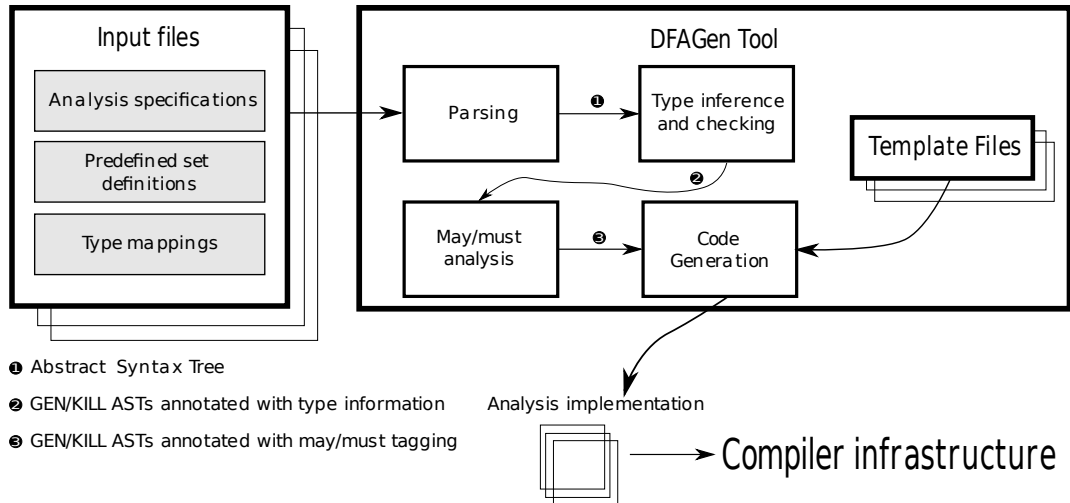 Input files
Analysis specifications
Predefined set
definitions
Type mappings
DFAGen Tool
Parsing
❶
Type inference
and checking
❷
May/must
analysis
❸
Code
Generation
Template Files
❶ Abstract Syntax Tree
❷ GEN/KILL ASTs annotated with type information
❸ GEN/KILL ASTs annotated with may/must tagging
Analysis implementation
Compiler infrastructure